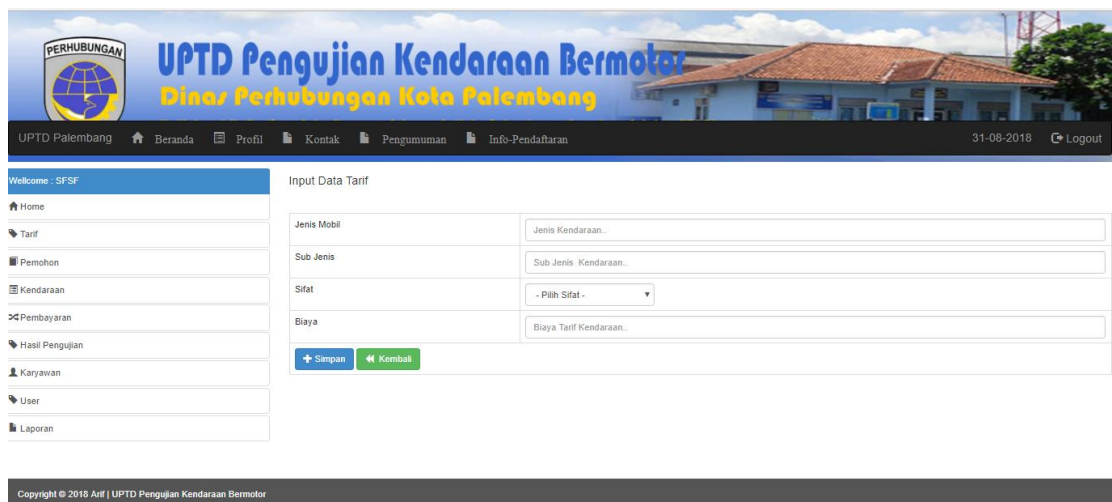 PERHUBUNGAN
UPTD Pengujian Kendaraan Bermotor
Dinas Perhubungan Kota Palembang
UPTD Palembang Beranda Profil Kontak Pengumuman Info-Pendaftaran 31-08-2018 Logout
Wellcome : SFSF
Home
Tarif
Pemohon
Kendaraan
Pembayaran
Hasil Pengujian
Karyawan
User
Laporan
Input Data Tarif
Jenis Mobil Jenis Kendaraan..
Sub Jenis Sub Jenis Kendaraan..
Sifat - Pilih Sifat -
Biaya Biaya Tarif Kendaraan..
Simpan Kembali
Copyright © 2018 Arif | UPTD Pengujian Kendaraan Bermotor